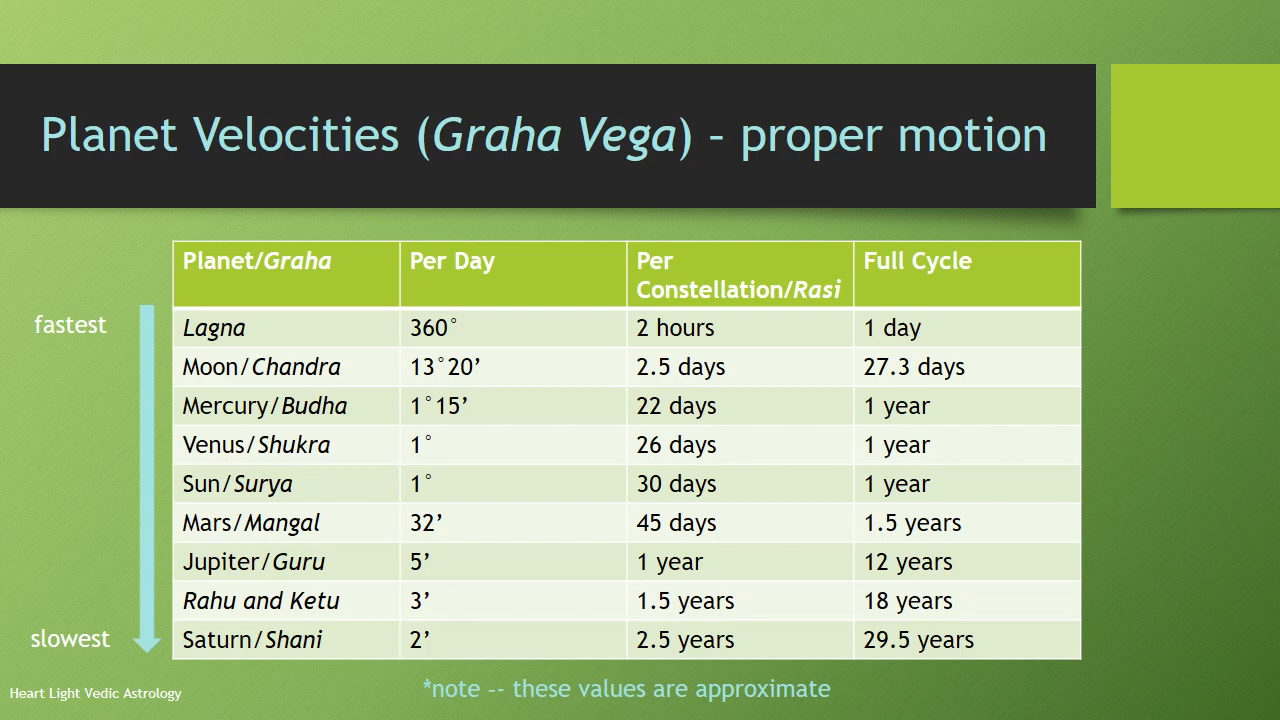 Planet Velocities (Graha Vega) – proper motion
Planet/Graha Per Day Per Constellation/Rasi Full Cycle
fastest
Lagna 360° 2 hours 1 day
Moon/Chandra 13°20’ 2.5 days 27.3 days
Mercury/Budha 1°15’ 22 days 1 year
Venus/Shukra 1° 26 days 1 year
Sun/Surya 1° 30 days 1 year
Mars/Mangal 32’ 45 days 1.5 years
Jupiter/Guru 5’ 1 year 12 years
Rahu and Ketu 3’ 1.5 years 18 years
slowest
Saturn/Shani 2’ 2.5 years 29.5 years
Heart Light Vedic Astrology
*note -- these values are approximate